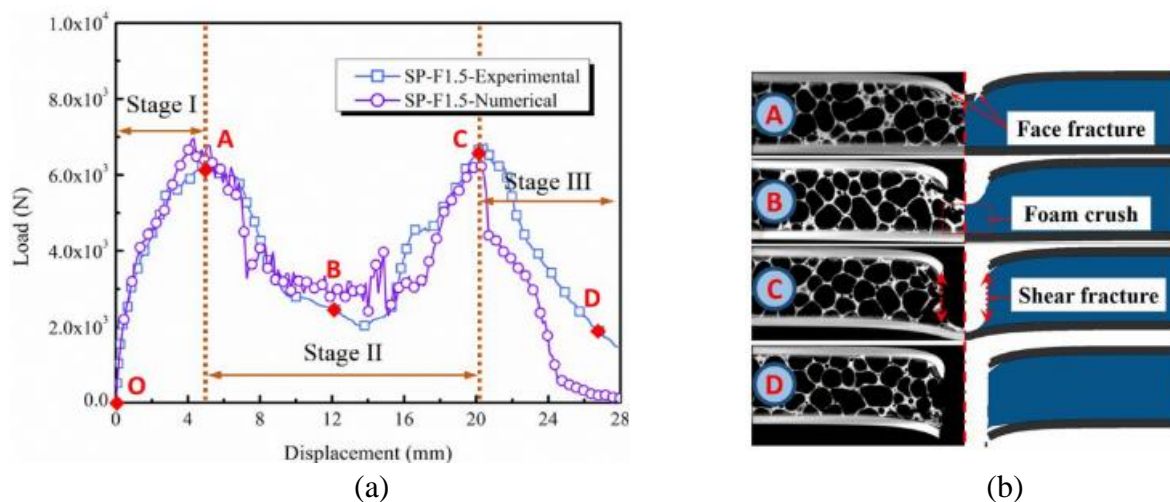 1.0x10⁴
8.0x10³
6.0x10³
4.0x10³
2.0x10³
0.0
Load (N)
SP-F1.5-Experimental
SP-F1.5-Numerical
Stage I
A
C
Stage III
B
D
Stage II
O
0 4 8 12 16 20 24 28
Displacement (mm)
(a)
A
Face fracture
B
Foam crush
C
Shear fracture
D
(b)